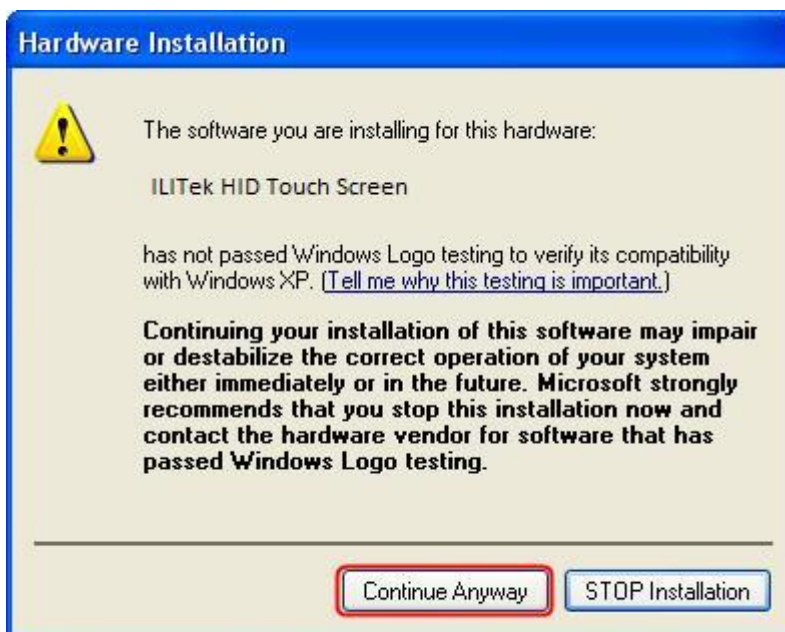 Hardware Installation
The software you are installing for this hardware:
ILITek HID Touch Screen
has not passed Windows Logo testing to verify its compatibility
with Windows XP. (Tell me why this testing is important.)
Continuing your installation of this software may impair
or destabilize the correct operation of your system
either immediately or in the future. Microsoft strongly
recommends that you stop this installation now and
contact the hardware vendor for software that has
passed Windows Logo testing.
Continue Anyway STOP Installation